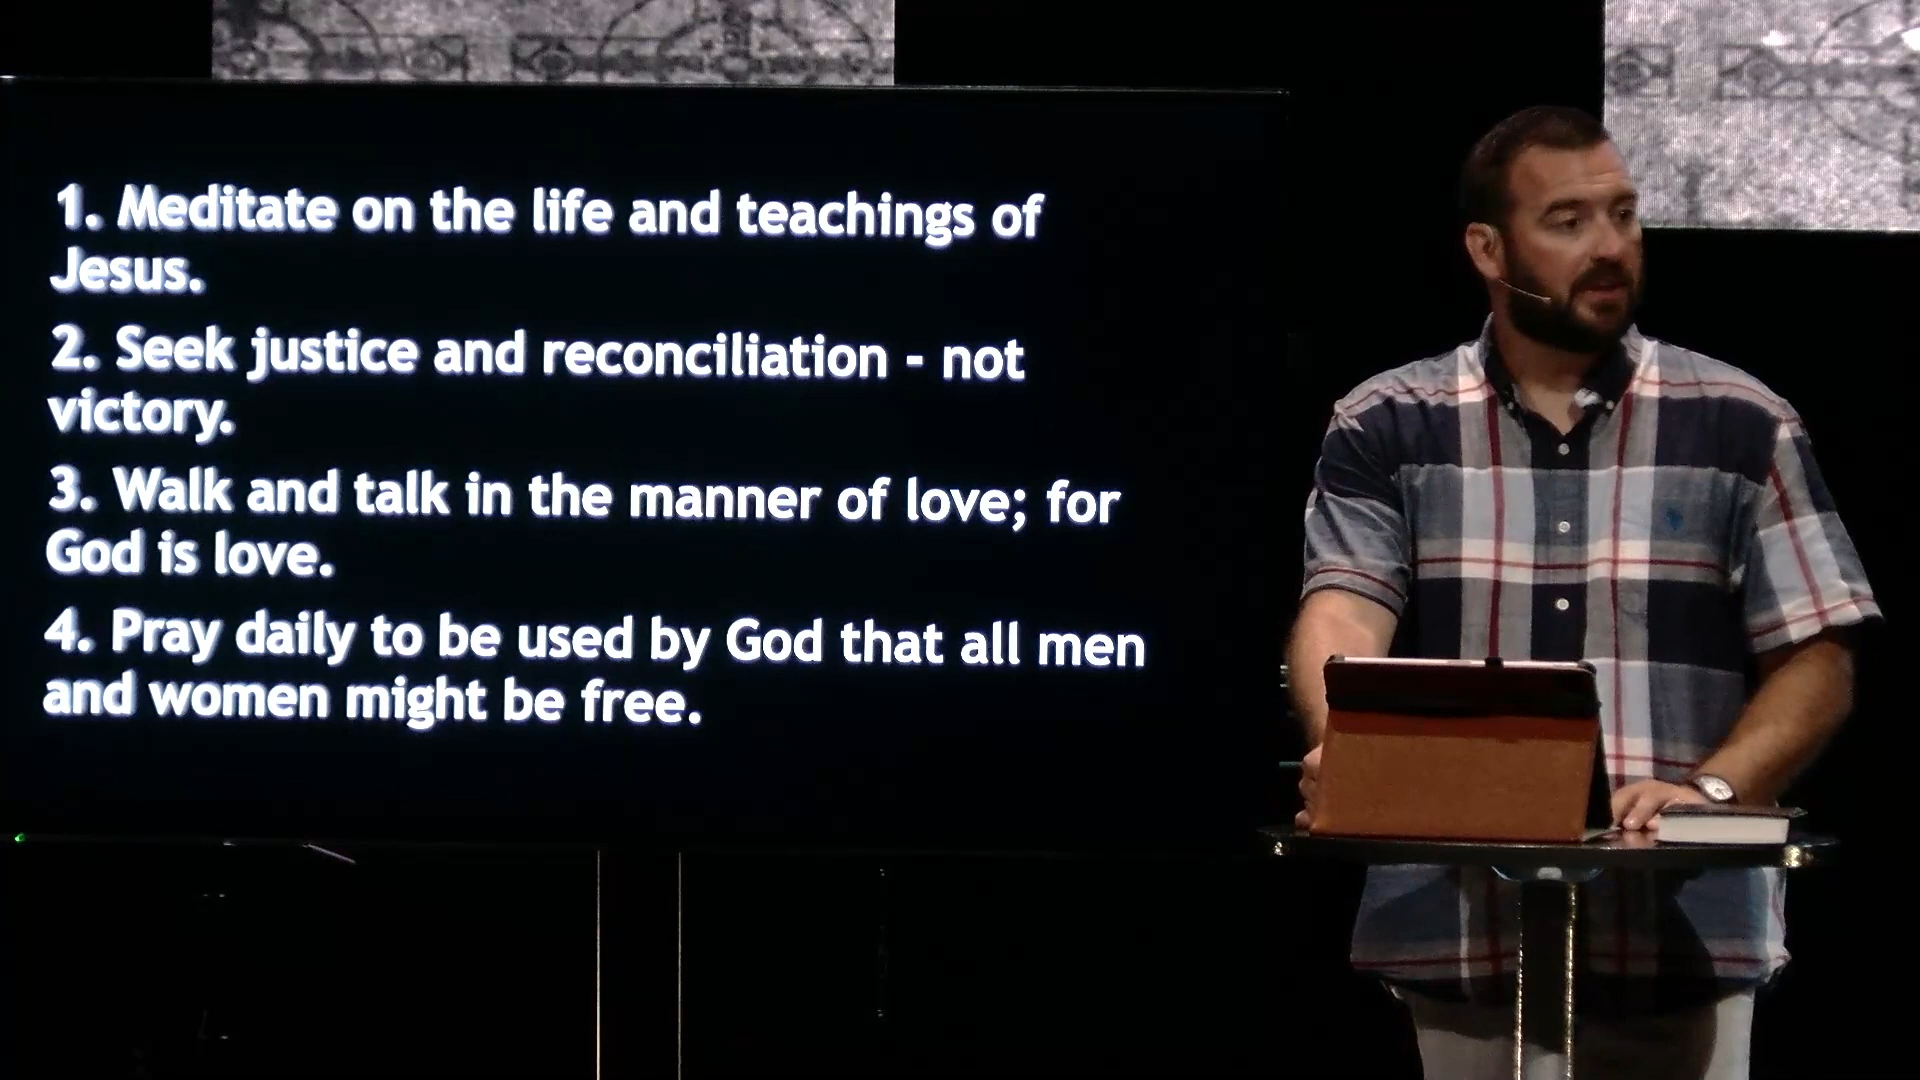 1. Meditate on the life and teachings of
Jesus.
2. Seek justice and reconciliation - not
victory.
3. Walk and talk in the manner of love; for
God is love.
4. Pray daily to be used by God that all men
and women might be free.